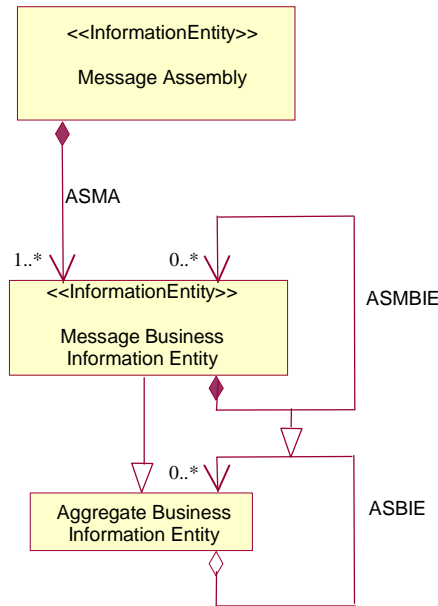 <<InformationEntity>>
Message Assembly
ASMA
1..*
0..*
<<InformationEntity>>
Message Business
Information Entity
ASMBIE
0..*
Aggregate Business
Information Entity
ASBIE